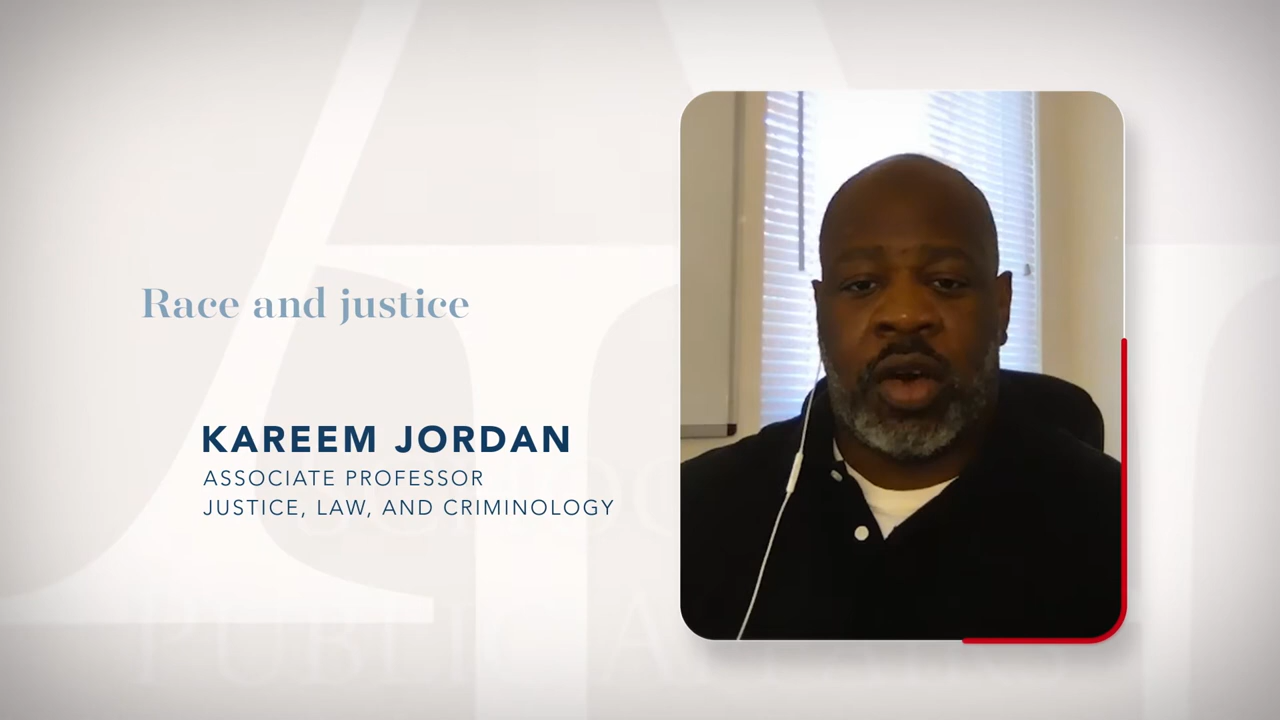 Race and justice
KAREEM JORDAN
ASSOCIATE PROFESSOR
JUSTICE, LAW, AND CRIMINOLOGY